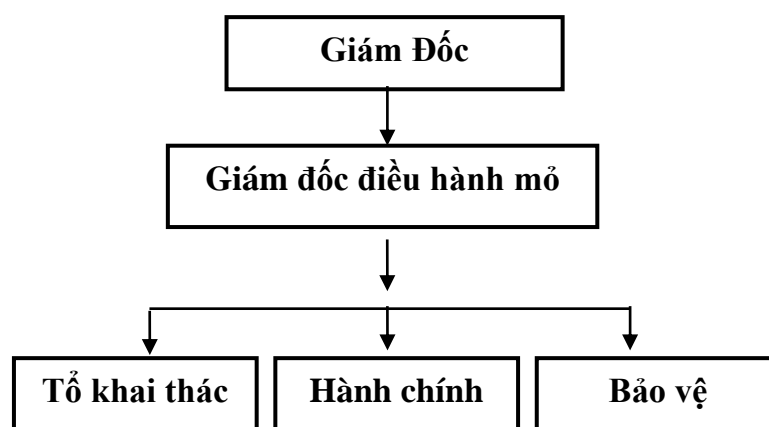 Giám Đốc
Giám đốc điều hành mỏ
Tổ khai thác
Hành chính
Bảo vệ